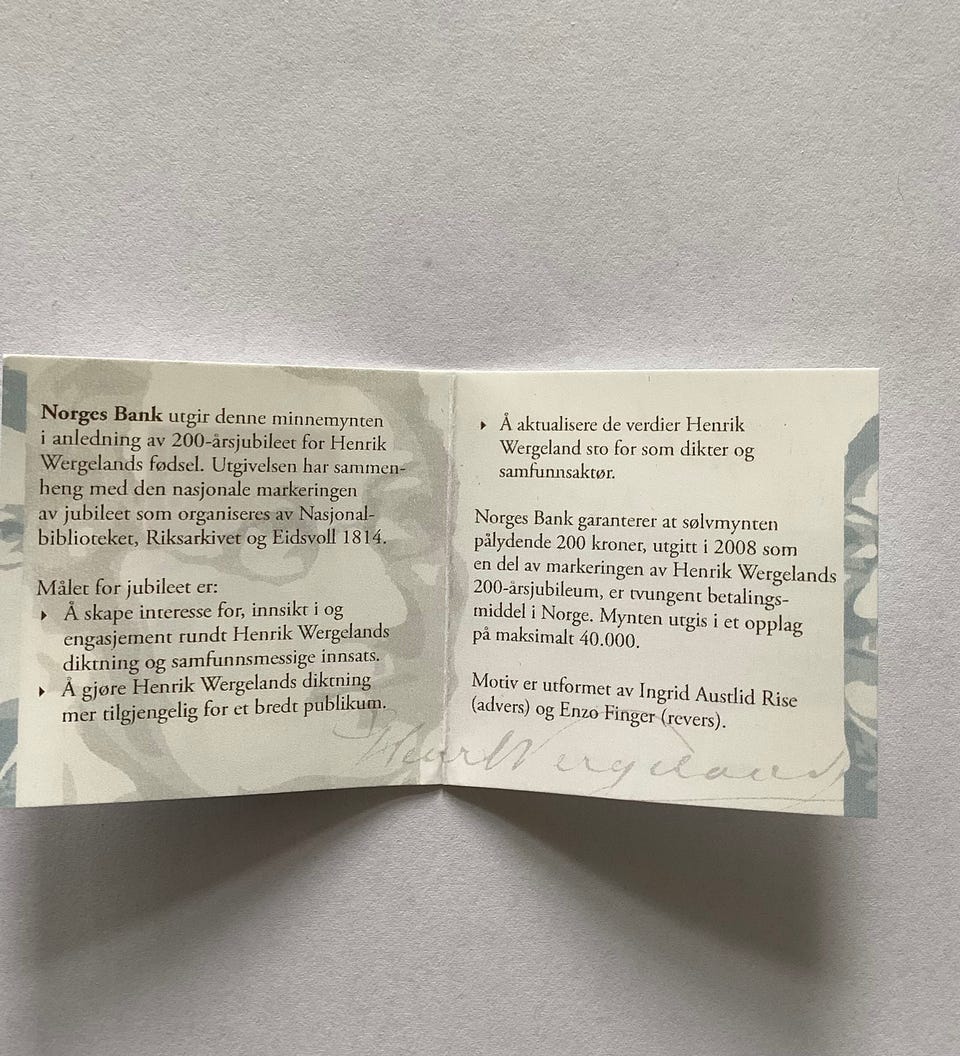 Norges Bank utgir denne minnemynten
i anledning av 200-årsjubileet for Henrik
Wergelands fødsel. Utgivelsen har sammen-
heng med den nasjonale markeringen
av jubileet som organiseres av Nasjonal-
biblioteket, Riksarkivet og Eidsvoll 1814.
Målet for jubileet er:
‣ Å skape interesse for, innsikt i og
engasjement rundt Henrik Wergelands
diktning og samfunnsmessige innsats.
‣ Å gjøre Henrik Wergelands diktning
mer tilgjengelig for et bredt publikum.
‣ Å aktualisere de verdier Henrik
Wergeland sto for som dikter og
samfunnsaktør.
Norges Bank garanterer at sølvmynten
pålydende 200 kroner, utgitt i 2008 som
en del av markeringen av Henrik Wergelands
200-årsjubileum, er tvungent betalings-
middel i Norge. Mynten utgis i et opplag
på maksimalt 40.000.
Motiv er utformet av Ingrid Austlid Rise
(advers) og Enzo Finger (revers).
HenrWergeland